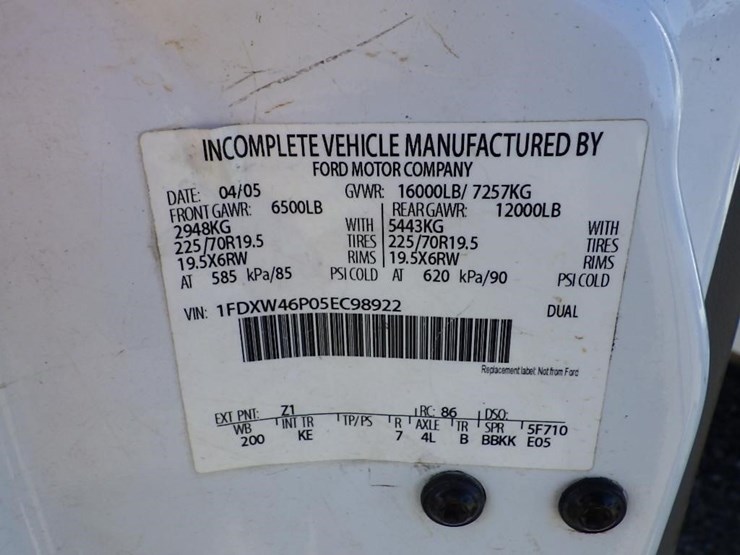 INCOMPLETE VEHICLE MANUFACTURED BY
FORD MOTOR COMPANY
DATE: 04/05 GVWR: 16000LB/ 7257KG
FRONT GAWR: 6500LB REAR GAWR: 12000LB
2948KG WITH 5443KG WITH
225/70R19.5 TIRES 225/70R19.5 TIRES
19.5X6RW RIMS 19.5X6RW RIMS
AT 585 kPa/85 PSI COLD AT 620 kPa/90 PSI COLD
VIN: 1FDXW46P05EC98922 DUAL
Replacement label: Not from Ford
EXT PNT: Z1 RC: 86 DSO:
WB INT TR TP/PS R AXLE TR SPR 5F710
200 KE 7 4L B BBKK E05